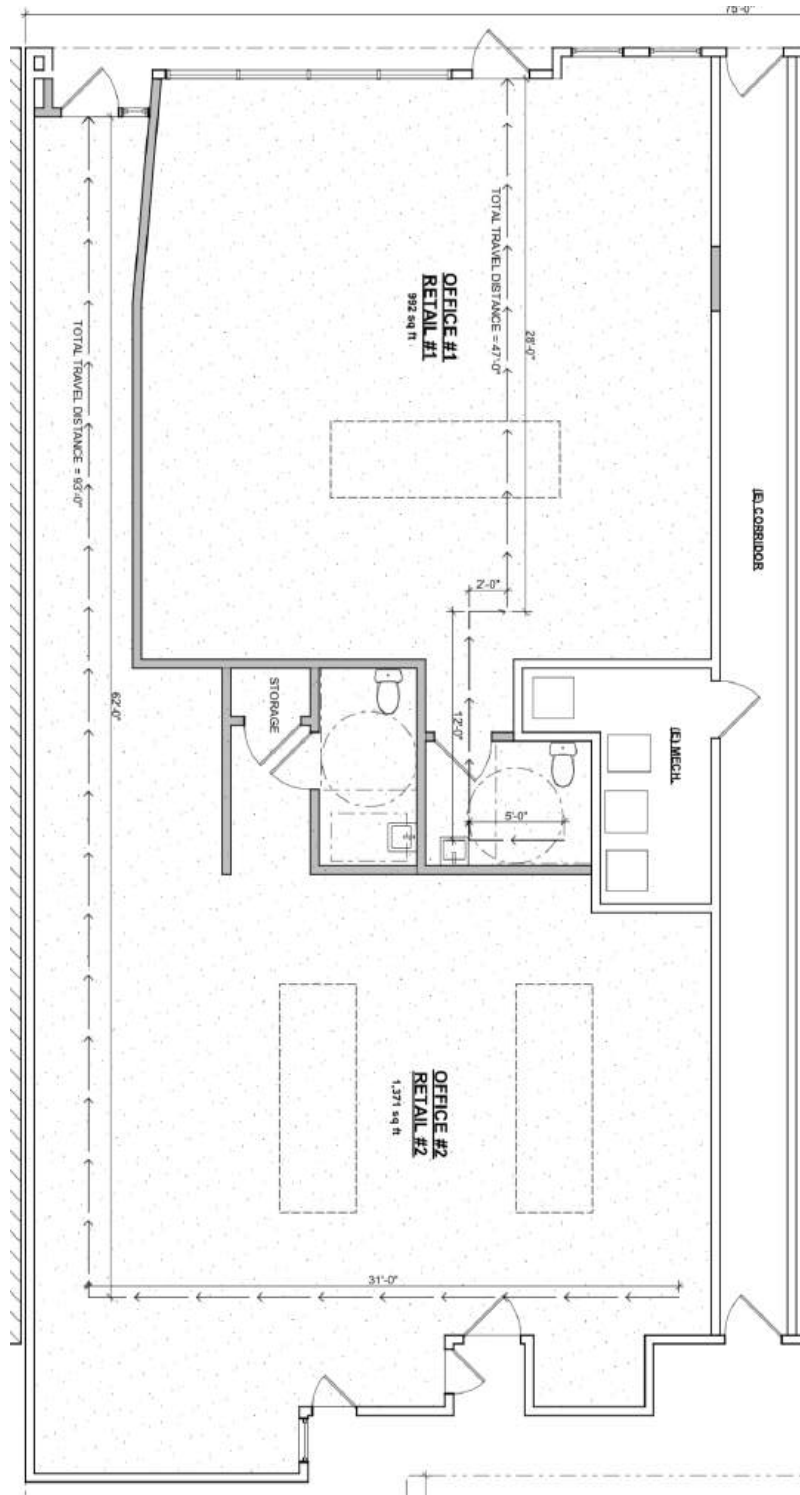 75'-0"
TOTAL TRAVEL DISTANCE = 47'-0"
28'-0"
OFFICE #1
RETAIL #1
992 sq ft
TOTAL TRAVEL DISTANCE = 93'-0"
(E) CORRIDOR
2'-0"
12'-0"
62'-0"
STORAGE
(E) MECH.
5'-0"
OFFICE #2
RETAIL #2
1,371 sq ft
31'-0"